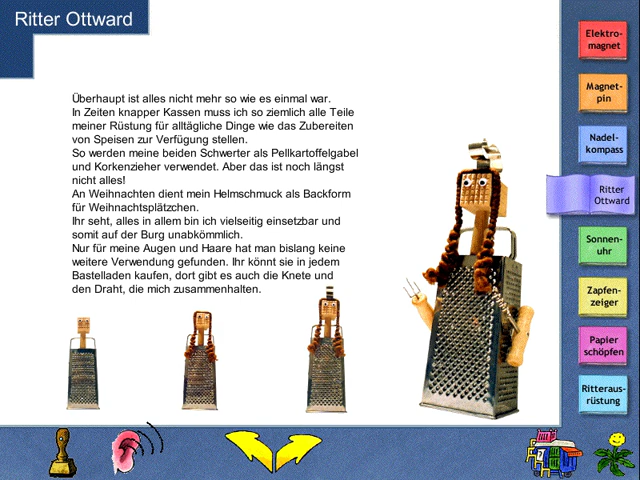 Ritter Ottward
Überhaupt ist alles nicht mehr so wie es einmal war.
In Zeiten knapper Kassen muss ich so ziemlich alle Teile
meiner Rüstung für alltägliche Dinge wie das Zubereiten
von Speisen zur Verfügung stellen.
So werden meine beiden Schwerter als Pellkartoffelgabel
und Korkenzieher verwendet. Aber das ist noch längst
nicht alles!
An Weihnachten dient mein Helmschmuck als Backform
für Weihnachtsplätzchen.
Ihr seht, alles in allem bin ich vielseitig einsetzbar und
somit auf der Burg unabkömmlich.
Nur für meine Augen und Haare hat man bislang keine
weitere Verwendung gefunden. Ihr könnt sie in jedem
Bastelladen kaufen, dort gibt es auch die Knete und
den Draht, die mich zusammenhalten.
Elektro-
magnet
Magnet-
pin
Nadel-
kompass
Ritter
Ottward
Sonnen-
uhr
Zapfen-
zeiger
Papier
schöpfen
Ritteraus-
rüstung